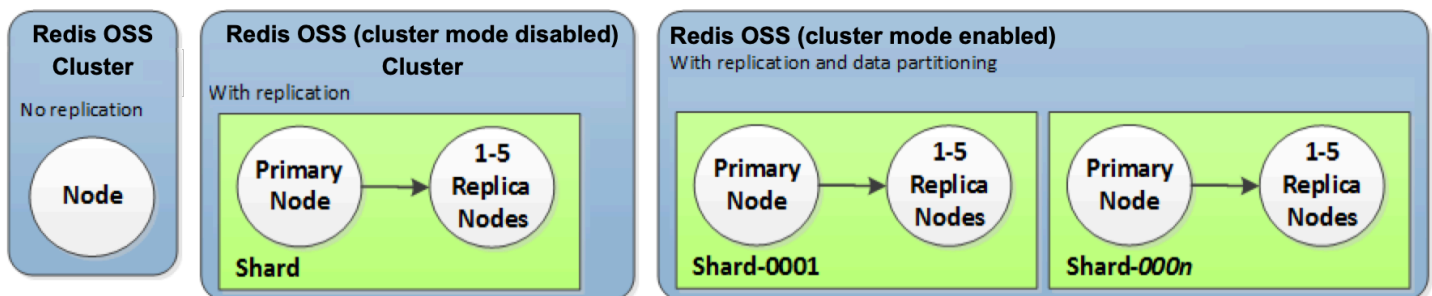 Redis OSS
Cluster
No replication
Node
Redis OSS (cluster mode disabled)
Cluster
With replication
Primary
Node
1-5
Replica
Nodes
Shard
Redis OSS (cluster mode enabled)
With replication and data partitioning
Primary
Node
1-5
Replica
Nodes
Shard-0001
Primary
Node
1-5
Replica
Nodes
Shard-000n